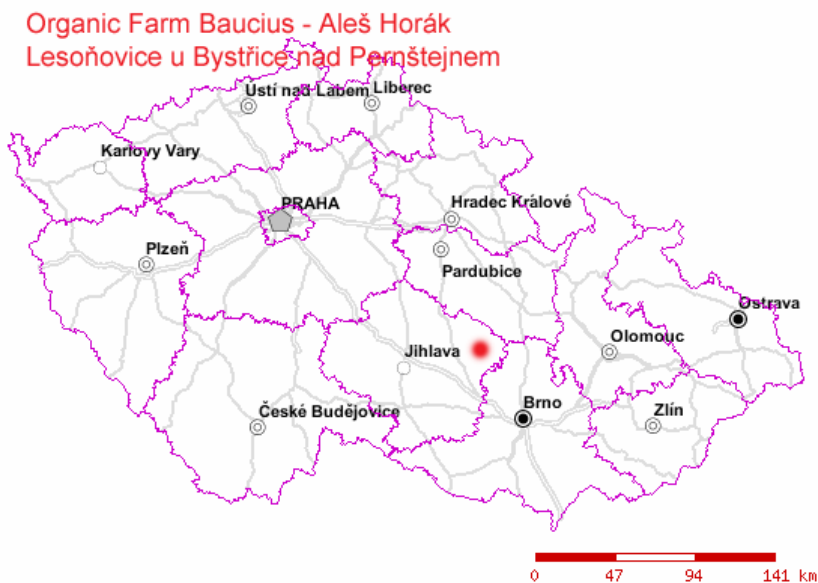 Organic Farm Baucius - Aleš Horák
Lesoňovice u Bystřice nad Pernštejnem
Ústí nad Labem
Liberec
Karlovy Vary
PRAHA
Hradec Králové
Plzeň
Pardubice
Ostrava
Olomouc
Jihlava
Brno
České Budějovice
Zlín
0 47 94 141 km